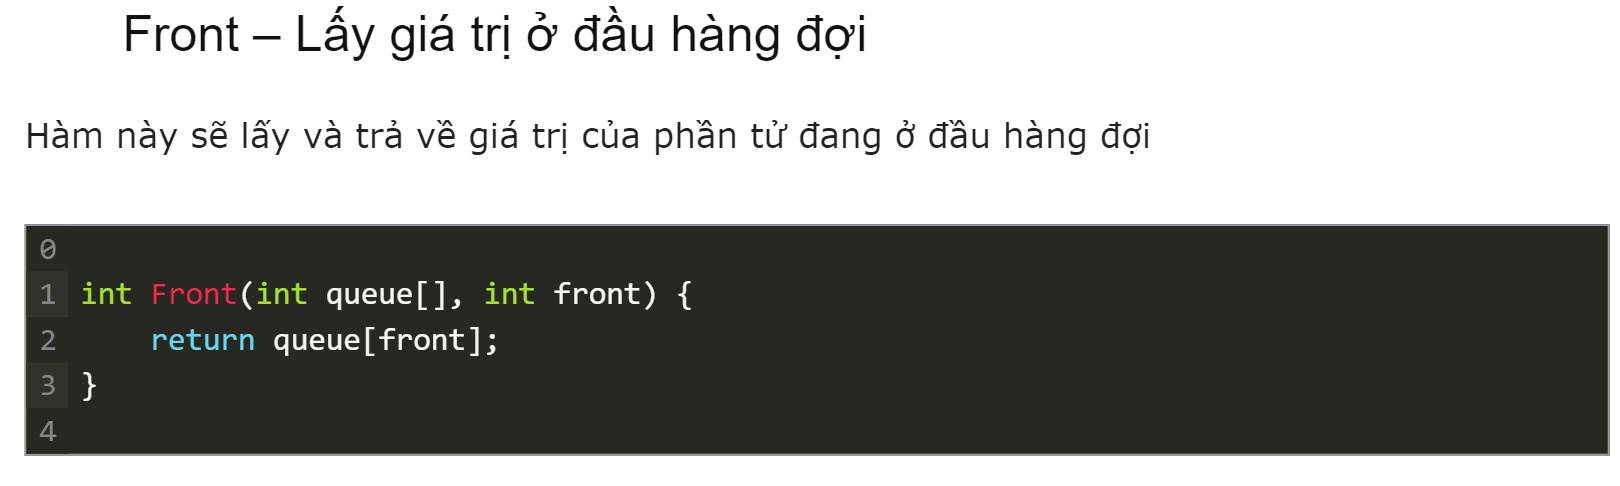 Front – Lấy giá trị ở đầu hàng đợi
Hàm này sẽ lấy và trả về giá trị của phần tử đang ở đầu hàng đợi
0
1 int Front(int queue[], int front) {
2     return queue[front];
3 }
4